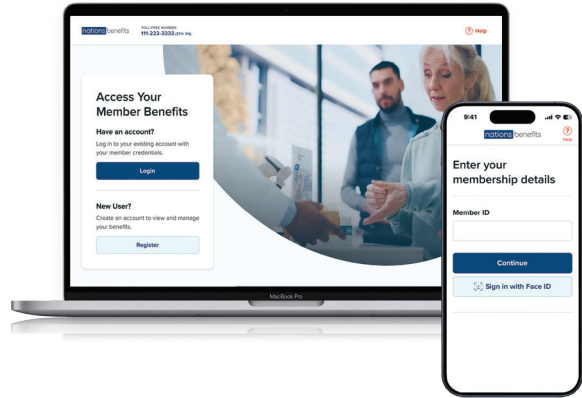 nations benefits
TOLL-FREE NUMBER
111-222-3333 (TTY: 711)
? Help
Access Your
Member Benefits
Have an account?
Log in to your existing account with
your member credentials.
Login
New User?
Create an account to view and manage
your benefits.
Register
MacBook Pro
9:41
nations benefits
?
Help
Enter your
membership details
Member ID
Continue
Sign in with Face ID